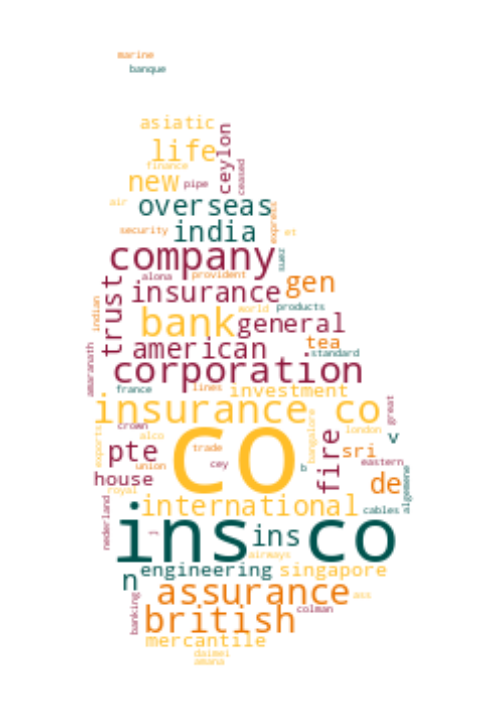 marine
banque
asiatic
life
ceylon
finance
ceased
new
pipe
air
overseas
express
security
india
et
company
suez
alona
provident
gen
insurance
trust
indian
world
products
bank
general
tea
american
standard
amaranath
corporation
france
lines
investment
insurance co
great
crown
alco
co
bangalore
london
v
exports
pte
trade
fire
sri
union
cey
b
eastern
house
de
royal
algemene
international
cables
nederland
ins
j
ins
co
airways
n
engineering
singapore
assurance
ass
banking
british
colman
mercantile
daimei
amana